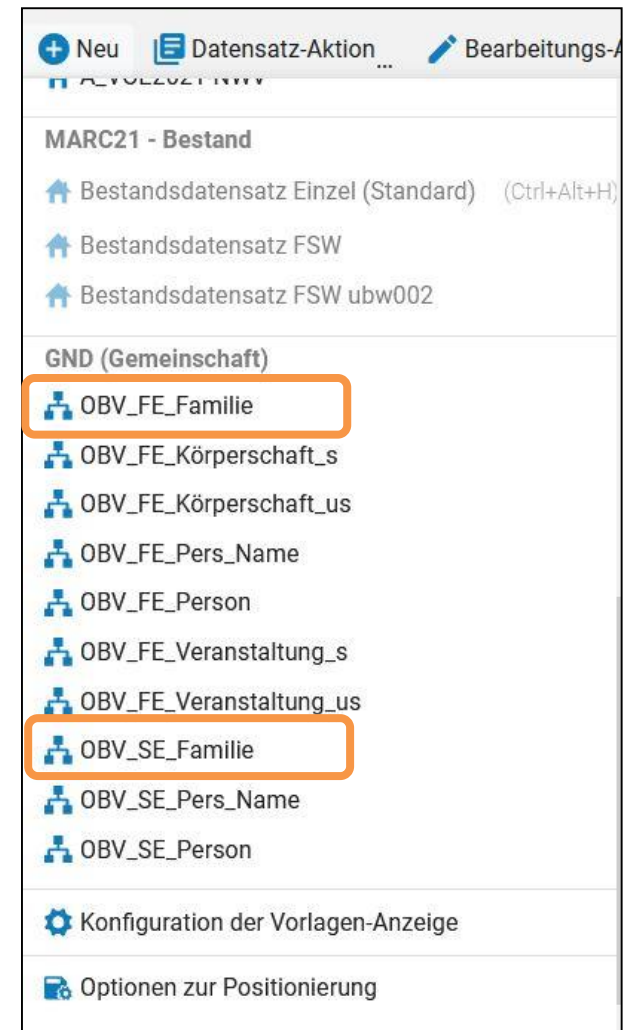 Neu Datensatz-Aktion ... Bearbeitungs-A
MARC21 - Bestand
Bestandsdatensatz Einzel (Standard) (Ctrl+Alt+H)
Bestandsdatensatz FSW
Bestandsdatensatz FSW ubw002
GND (Gemeinschaft)
OBV_FE_Familie
OBV_FE_Körperschaft_s
OBV_FE_Körperschaft_us
OBV_FE_Pers_Name
OBV_FE_Person
OBV_FE_Veranstaltung_s
OBV_FE_Veranstaltung_us
OBV_SE_Familie
OBV_SE_Pers_Name
OBV_SE_Person
Konfiguration der Vorlagen-Anzeige
Optionen zur Positionierung